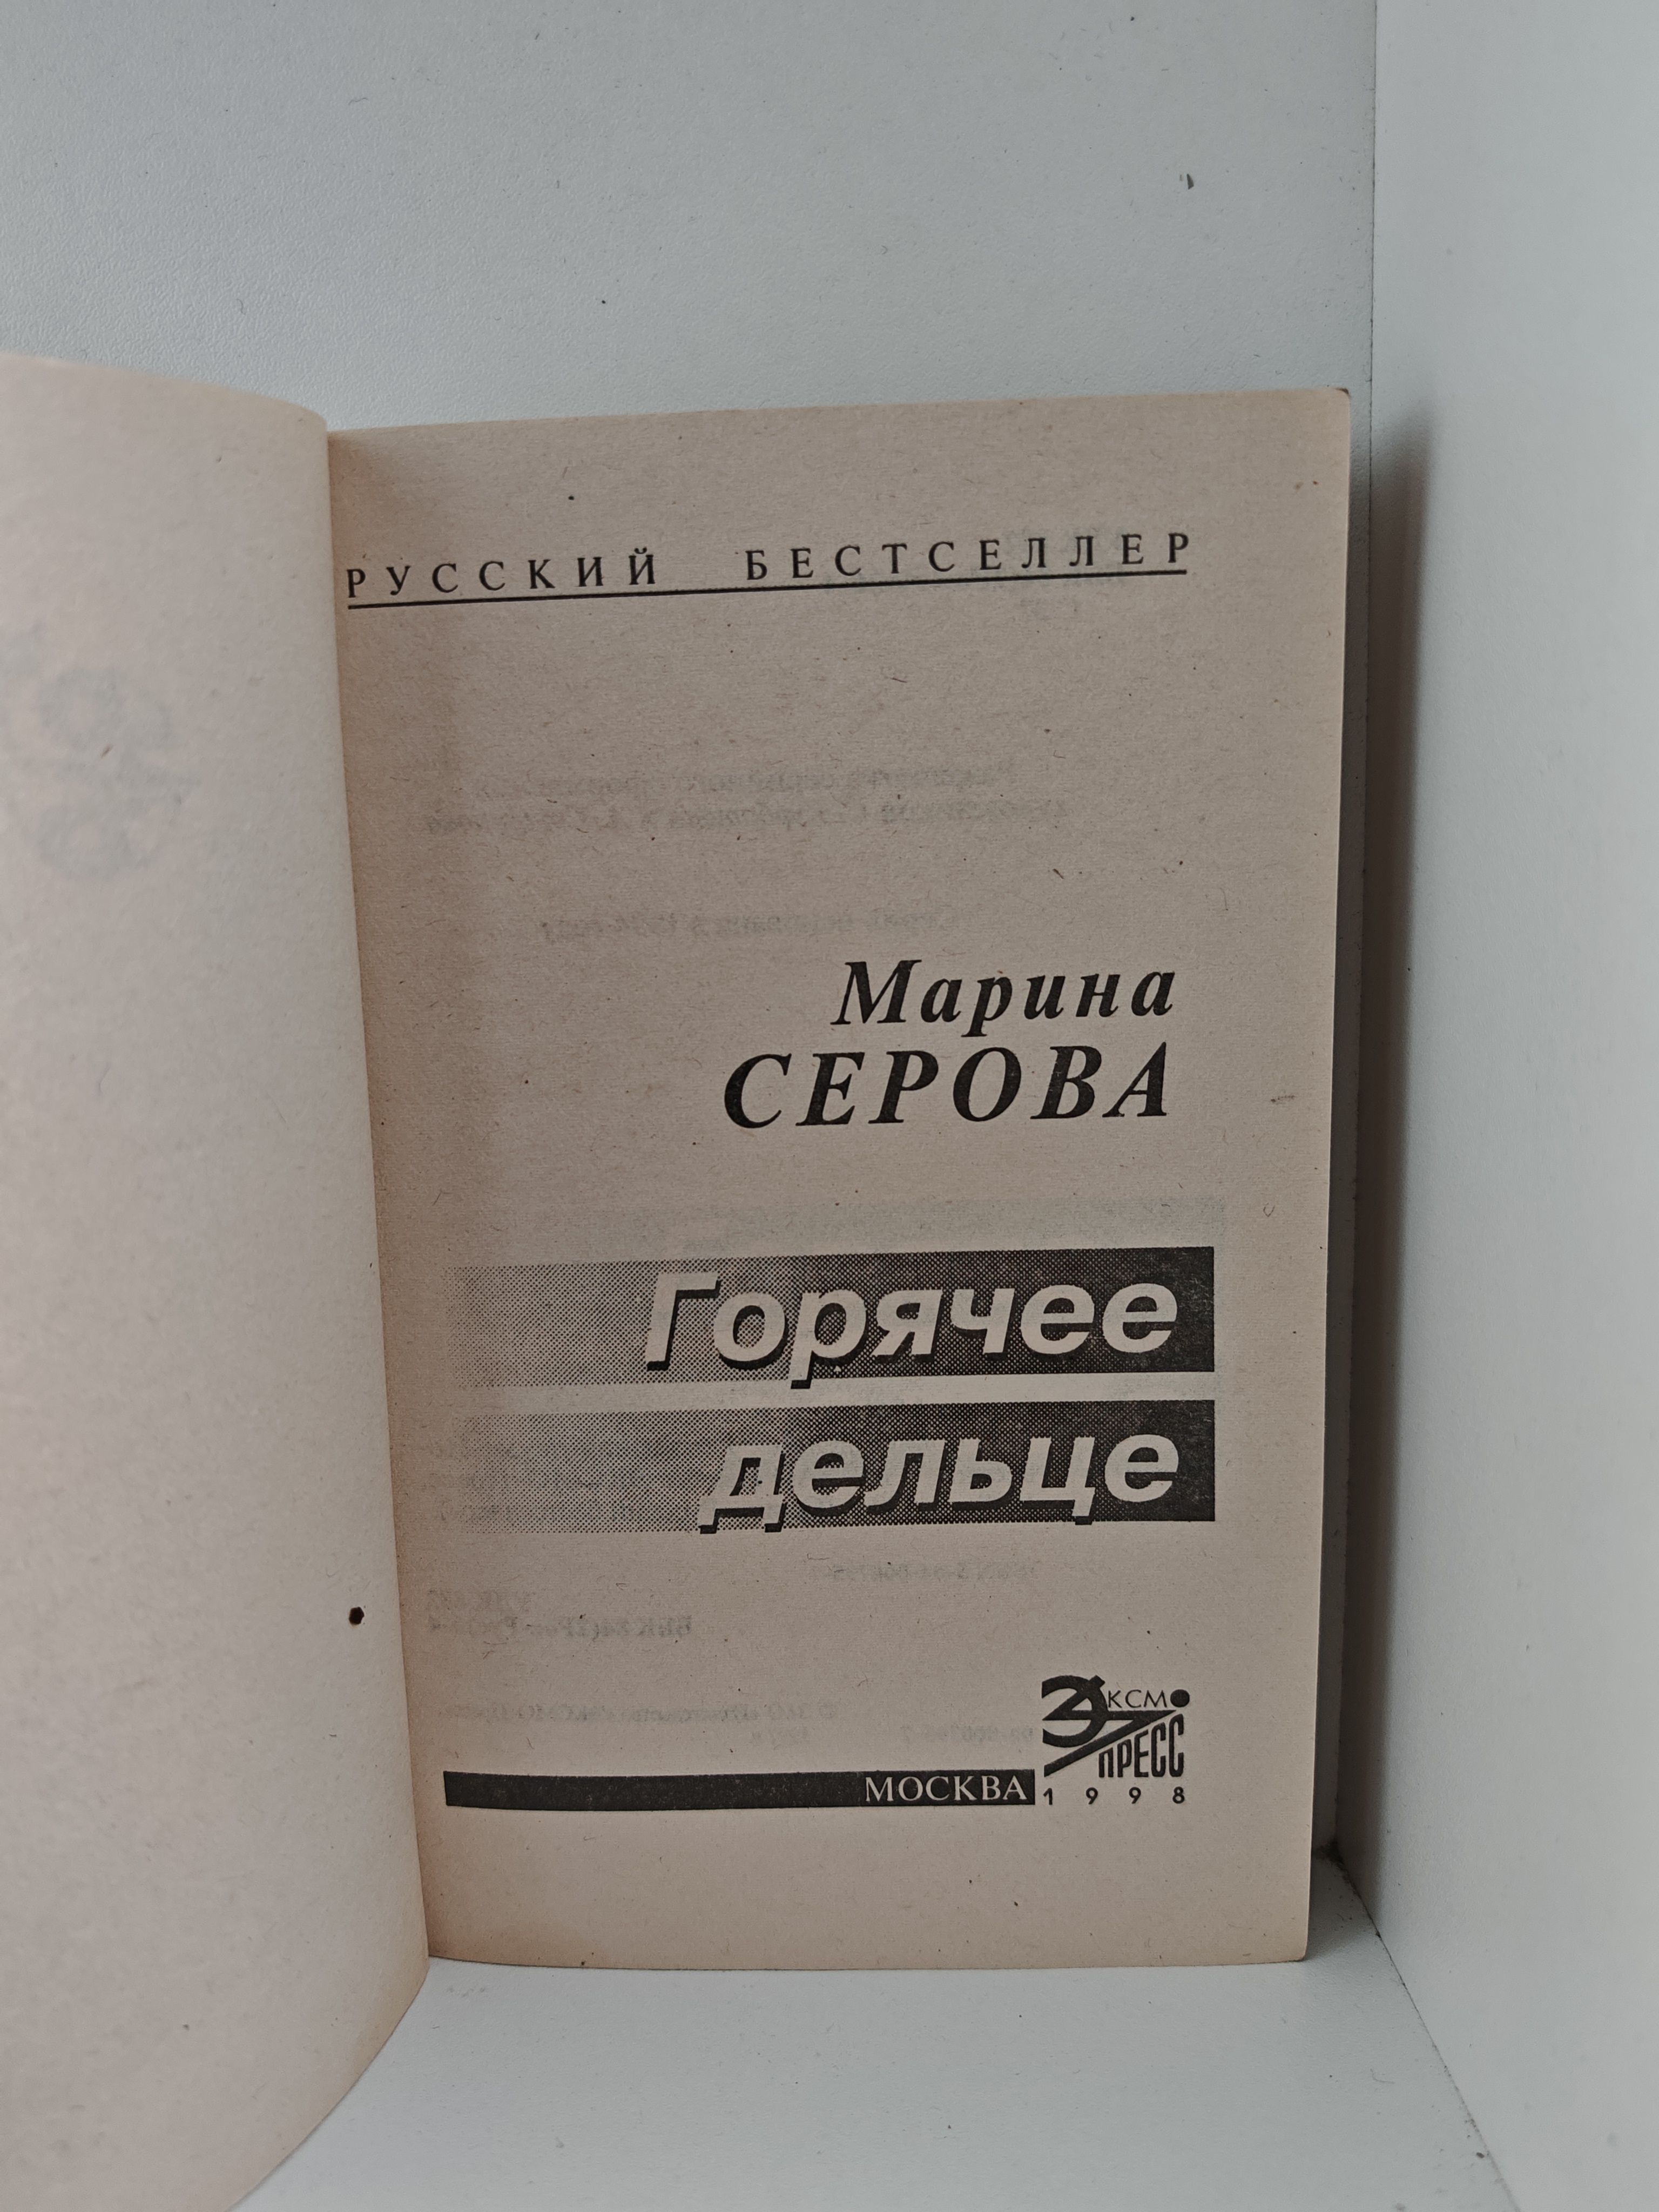 РУССКИЙ БЕСТСЕЛЛЕР
Марина
СЕРОВА
Горячее
дельце
ЭКСМО
ПРЕСС
МОСКВА 1998